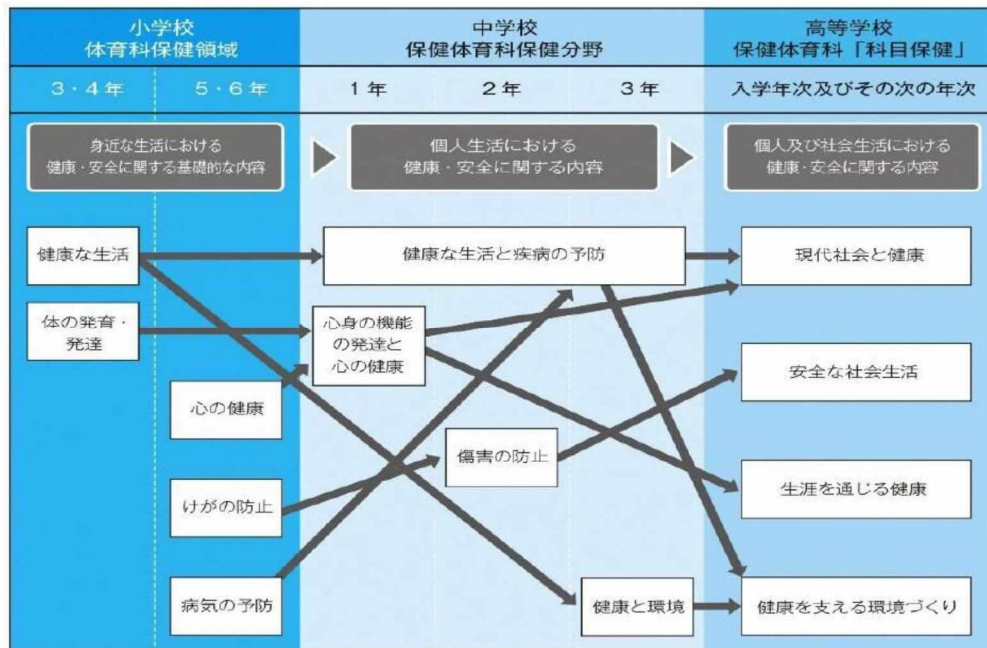 小学校
体育科保健領域
中学校
保健体育科保健分野
高等学校
保健体育科「科目保健」
3・4年
5・6年
1年
2年
3年
入学年次及びその次の年次
身近な生活における
健康・安全に関する基礎的な内容
個人生活における
健康・安全に関する内容
個人及び社会生活における
健康・安全に関する内容
健康な生活
健康な生活と疾病の予防
現代社会と健康
体の発育・
発達
心身の機能
の発達と
心の健康
安全な社会生活
心の健康
傷害の防止
けがの防止
生涯を通じる健康
病気の予防
健康と環境
健康を支える環境づくり